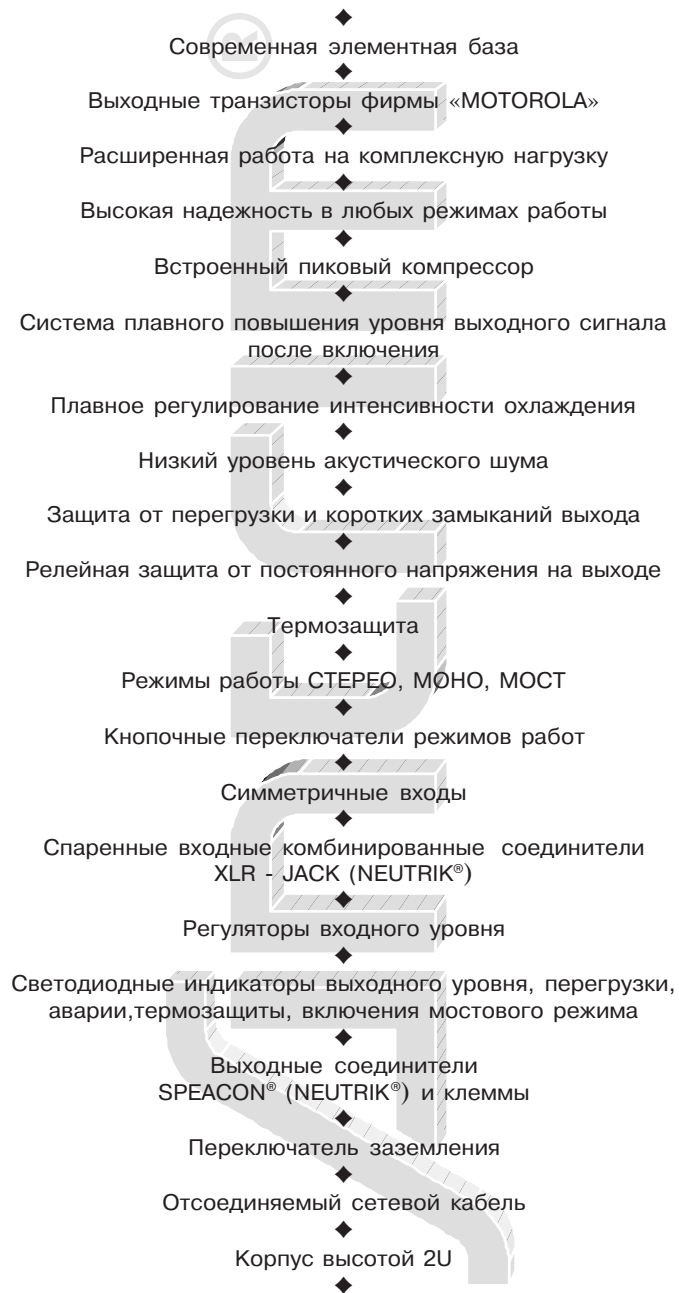 Современная элементная база
Выходные транзисторы фирмы «MOTOROLA»
Расширенная работа на комплексную нагрузку
Высокая надежность в любых режимах работы
Встроенный пиковый компрессор
Система плавного повышения уровня выходного сигнала
после включения
Плавное регулирование интенсивности охлаждения
Низкий уровень акустического шума
Защита от перегрузки и коротких замыканий выхода
Релейная защита от постоянного напряжения на выходе
Термозащита
Режимы работы СТЕРЕО, МОНО, МОСТ
Кнопочные переключатели режимов работ
Симметричные входы
Спаренные входные комбинированные соединители
XLR - JACK (NEUTRIK®)
Регуляторы входного уровня
Светодиодные индикаторы выходного уровня, перегрузки,
аварии,термозащиты, включения мостового режима
Выходные соединители
SPEACON® (NEUTRIK®) и клеммы
Переключатель заземления
Отсоединяемый сетевой кабель
Корпус высотой 2U